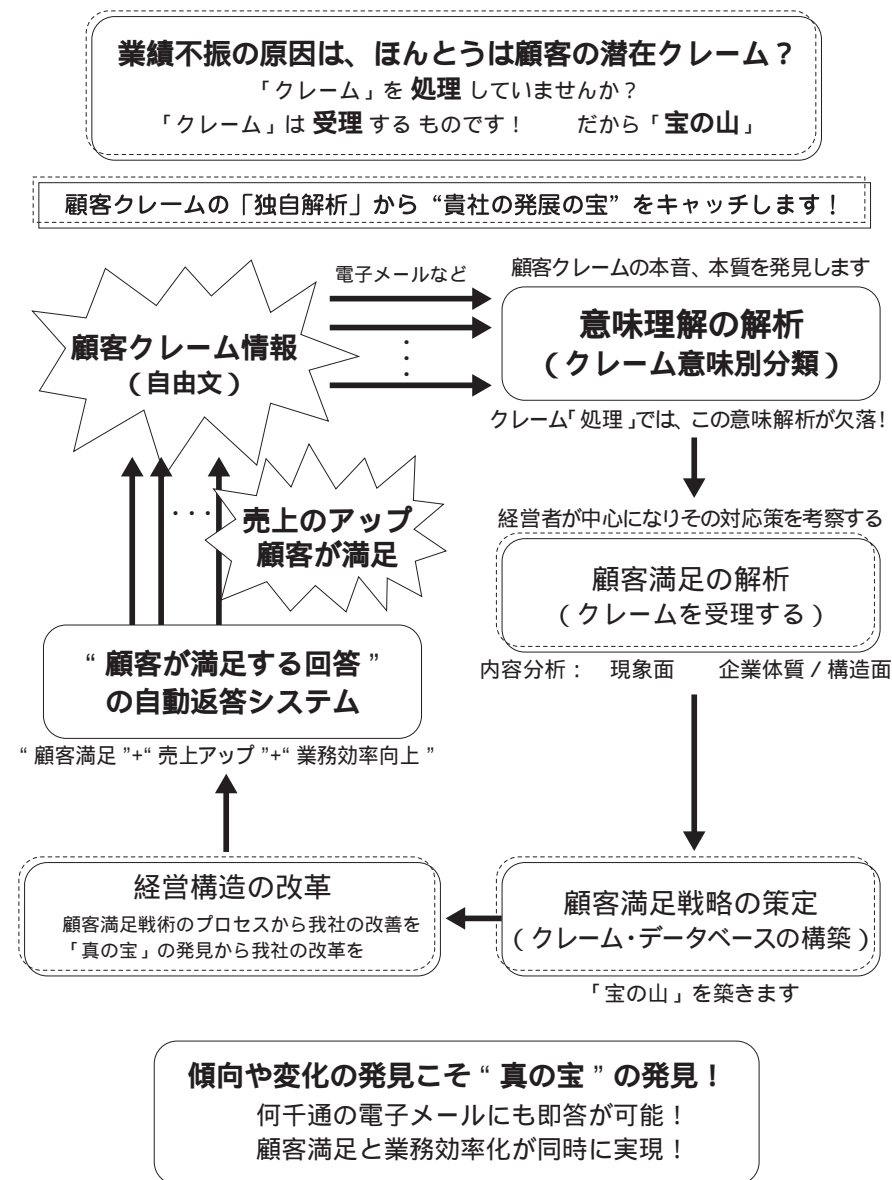 業績不振の原因は、ほんとうは顧客の潜在クレーム？
「クレーム」を 処理 していませんか？
「クレーム」は 受理 する ものです！　だから「宝の山」
顧客クレームの「独自解析」から “貴社の発展の宝” をキャッチします！
顧客クレーム情報
（自由文）
電子メールなど
・・・
顧客クレームの本音、本質を発見します
意味理解の解析
（クレーム意味別分類）
クレーム「処理」では、この意味解析が欠落！
経営者が中心になりその対応策を考察する
顧客満足の解析
（クレームを受理する）
内容分析：　現象面　企業体質 / 構造面
顧客満足戦略の策定
（クレーム・データベースの構築）
「宝の山」を築きます
経営構造の改革
顧客満足戦術のプロセスから我社の改善を
「真の宝」の発見から我社の改革を
“ 顧客が満足する回答 ”
の自動返答システム
“ 顧客満足 ”+“ 売上アップ ”+“ 業務効率向上 ”
・・・
売上のアップ
顧客が満足
傾向や変化の発見こそ “ 真の宝 ” の発見！
何千通の電子メールにも即答が可能！
顧客満足と業務効率化が同時に実現！